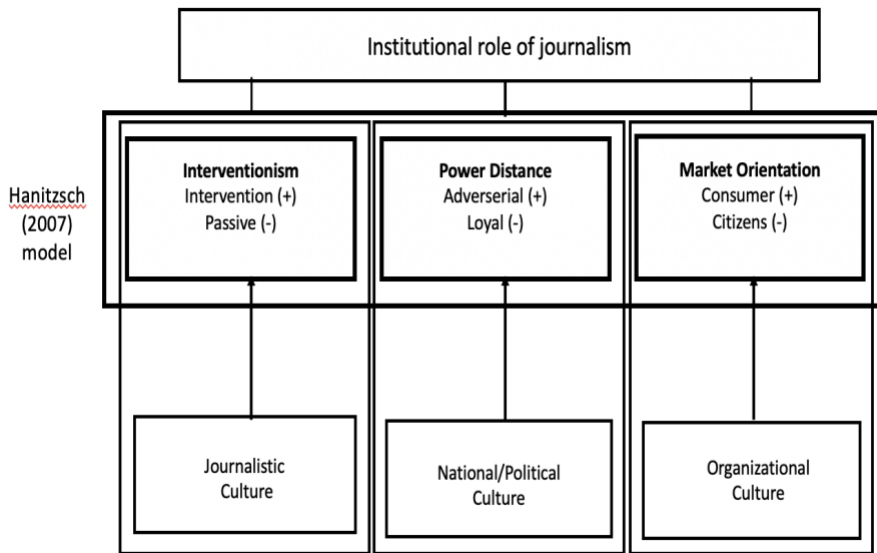 Institutional role of journalism
Hanitzsch
(2007)
model
Interventionism
Intervention (+)
Passive (-)
Power Distance
Adverserial (+)
Loyal (-)
Market Orientation
Consumer (+)
Citizens (-)
Journalistic
Culture
National/Political
Culture
Organizational
Culture